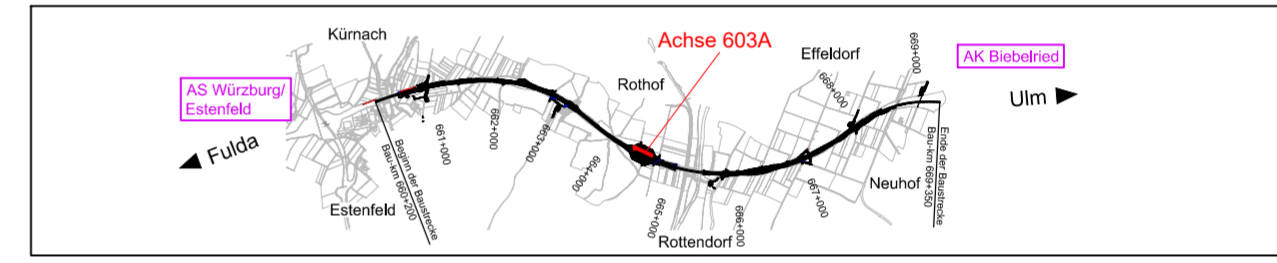 Kürnach
Achse 603A
Effeldorf
669+000
AK Biebelried
AS Würzburg/
Estenfeld
Rothof
668+000
Ulm
Fulda
661+000
662+000
663+000
664+000
Beginn der Baustrecke
Bau-km 660+200
Estenfeld
665+000
Rottendorf
666+000
667+000
Neuhof
Ende der Baustrecke
Bau-km 669+350